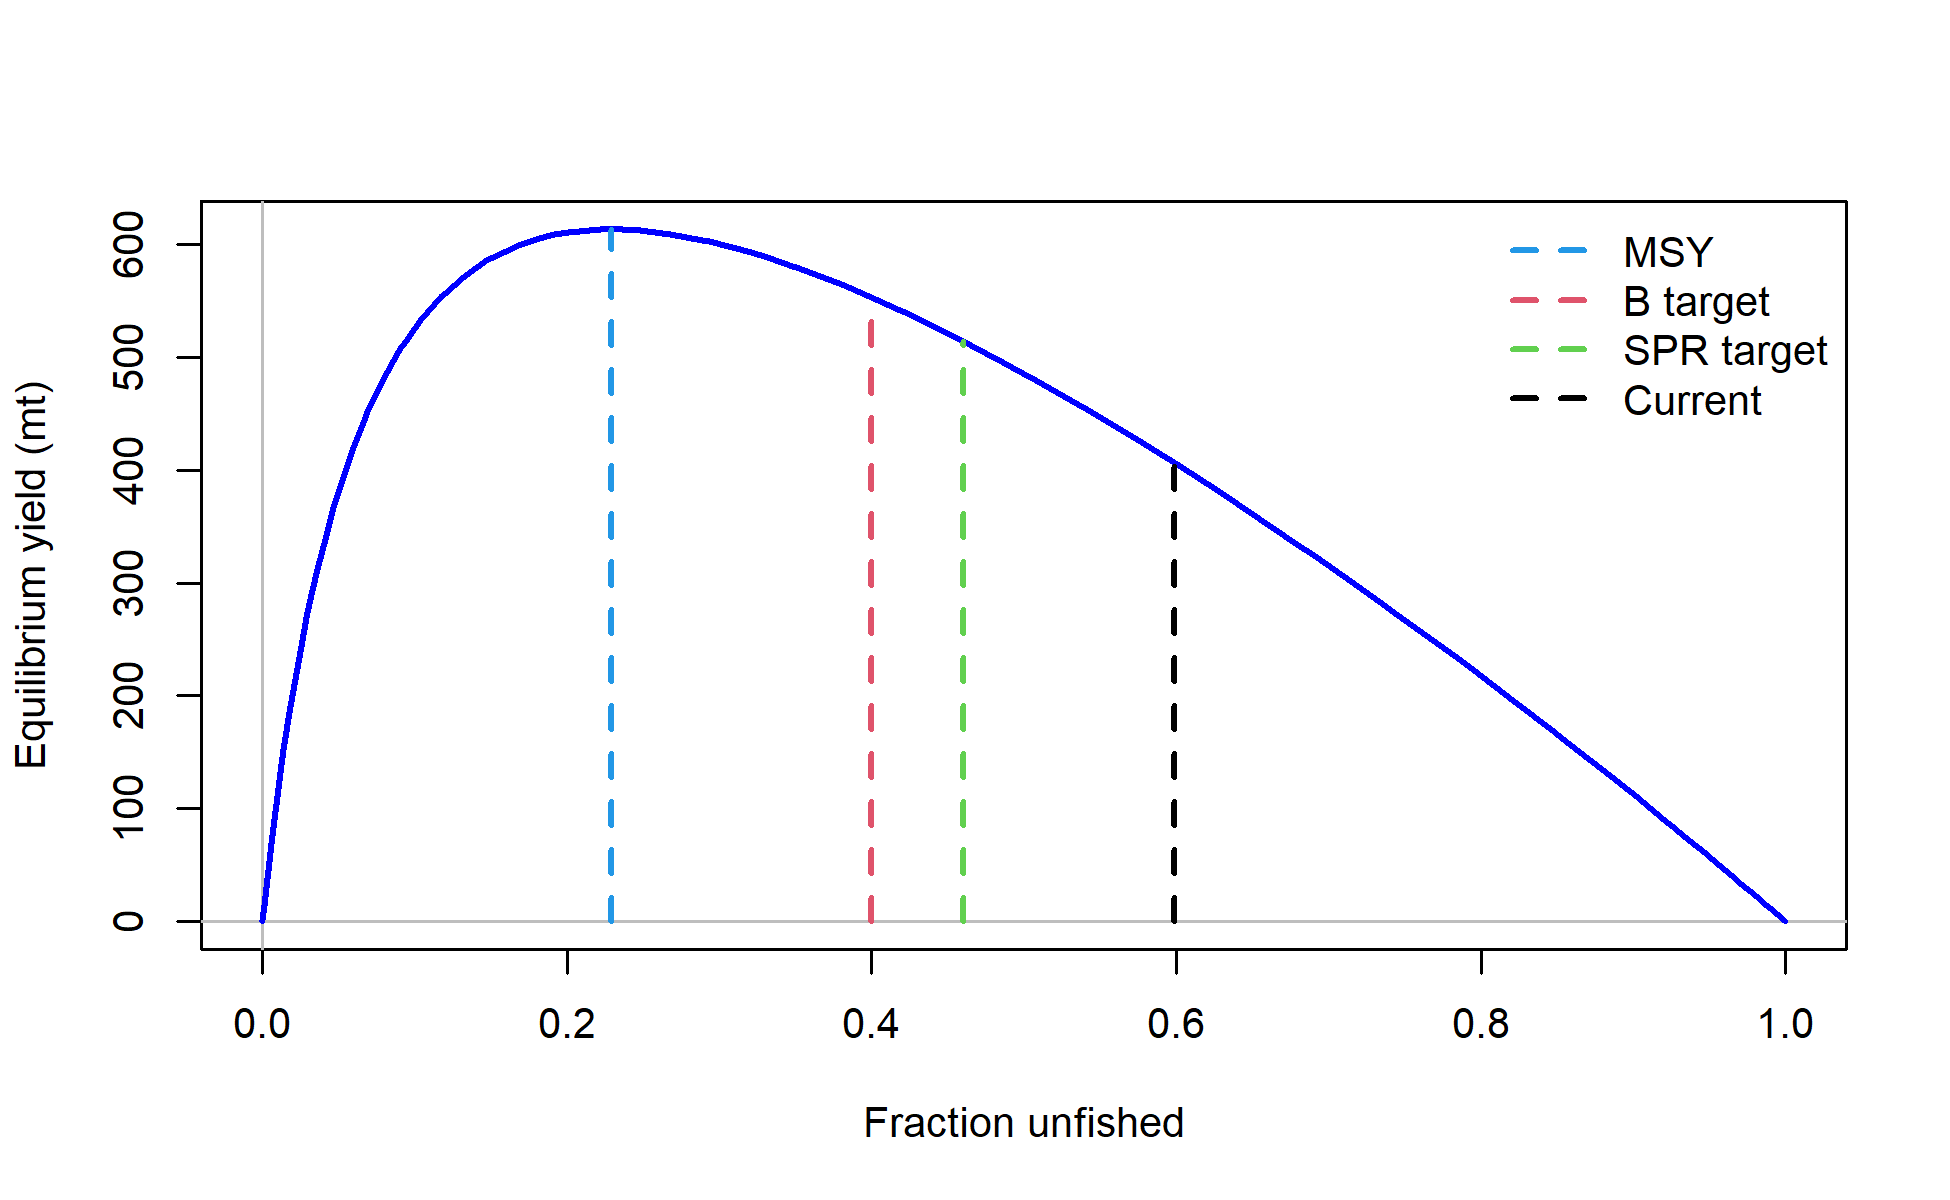 MSY
B target
SPR target
Current
600
500
400
300
200
100
0
Equilibrium yield (mt)
0.0 0.2 0.4 0.6 0.8 1.0
Fraction unfished